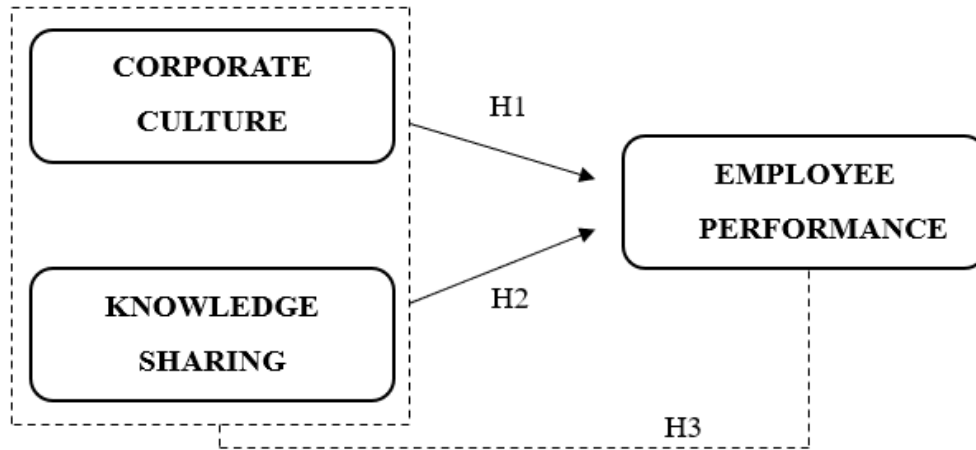 CORPORATE
CULTURE
H1
EMPLOYEE
PERFORMANCE
KNOWLEDGE
SHARING
H2
H3